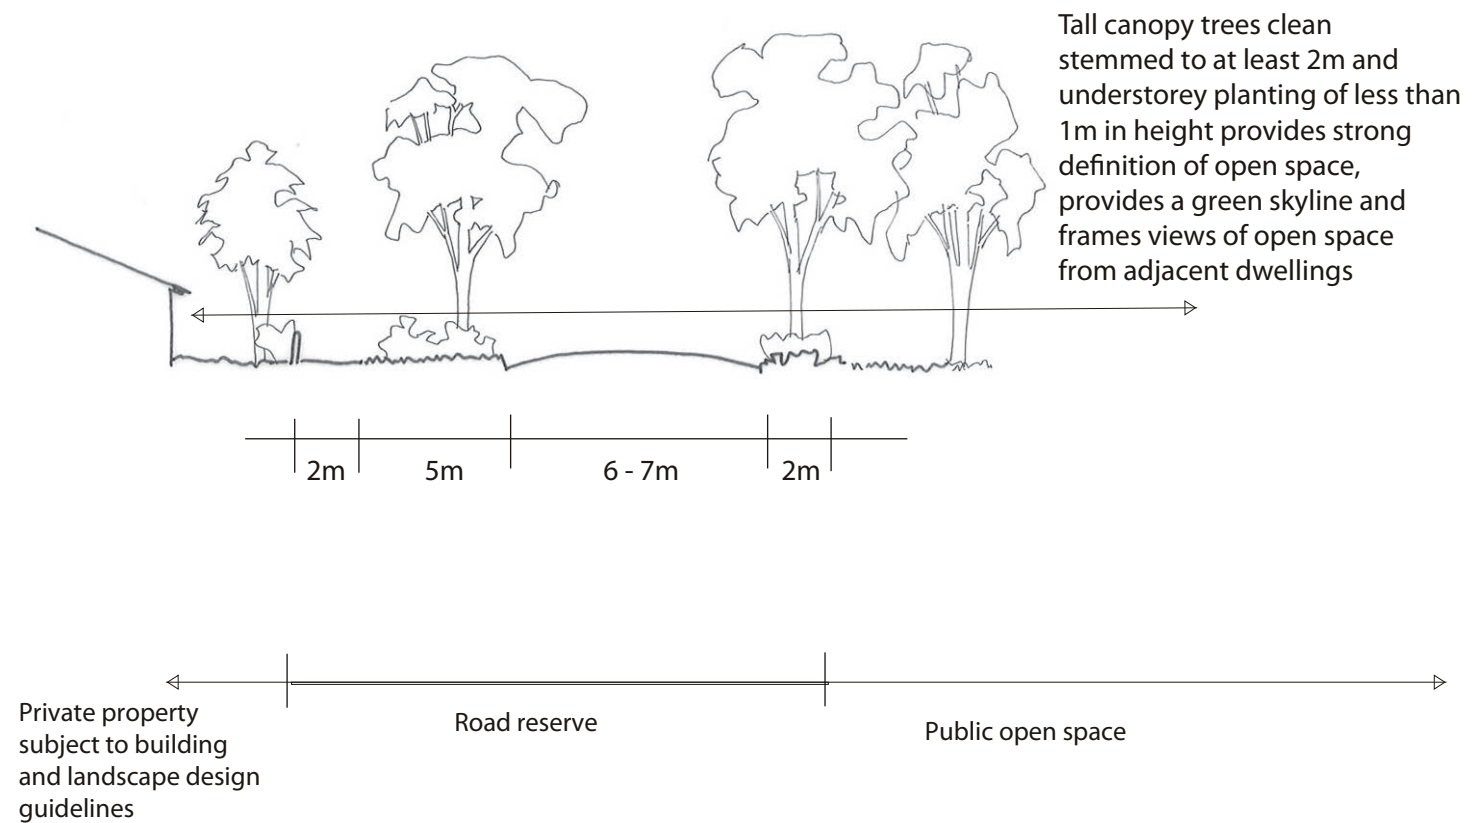 Tall canopy trees clean
stemmed to at least 2m and
understorey planting of less than
1m in height provides strong
definition of open space,
provides a green skyline and
frames views of open space
from adjacent dwellings
2m
5m
6 - 7m
2m
Private property
subject to building
and landscape design
guidelines
Road reserve
Public open space